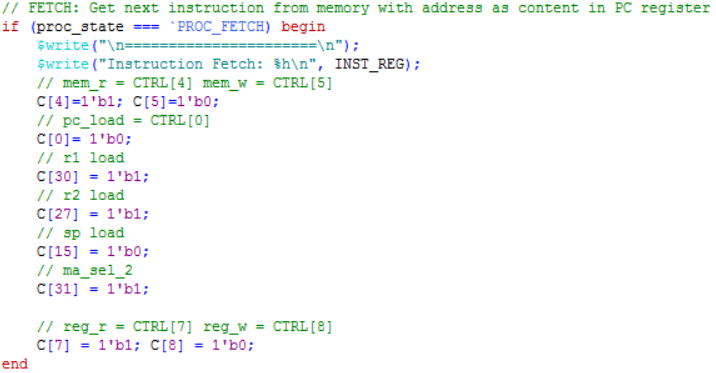 // FETCH: Get next instruction from memory with address as content in PC register
if (proc_state === `PROC_FETCH) begin
$write("\n=======================\n");
$write("Instruction Fetch: %h\n", INST_REG);
// mem_r = CTRL[4] mem_w = CTRL[5]
C[4]=1'b1; C[5]=1'b0;
// pc_load = CTRL[0]
C[0]= 1'b0;
// r1 load
C[30] = 1'b1;
// r2 load
C[27] = 1'b1;
// sp load
C[15] = 1'b0;
// ma_sel_2
C[31] = 1'b1;
// reg_r = CTRL[7] reg_w = CTRL[8]
C[7] = 1'b1; C[8] = 1'b0;
end